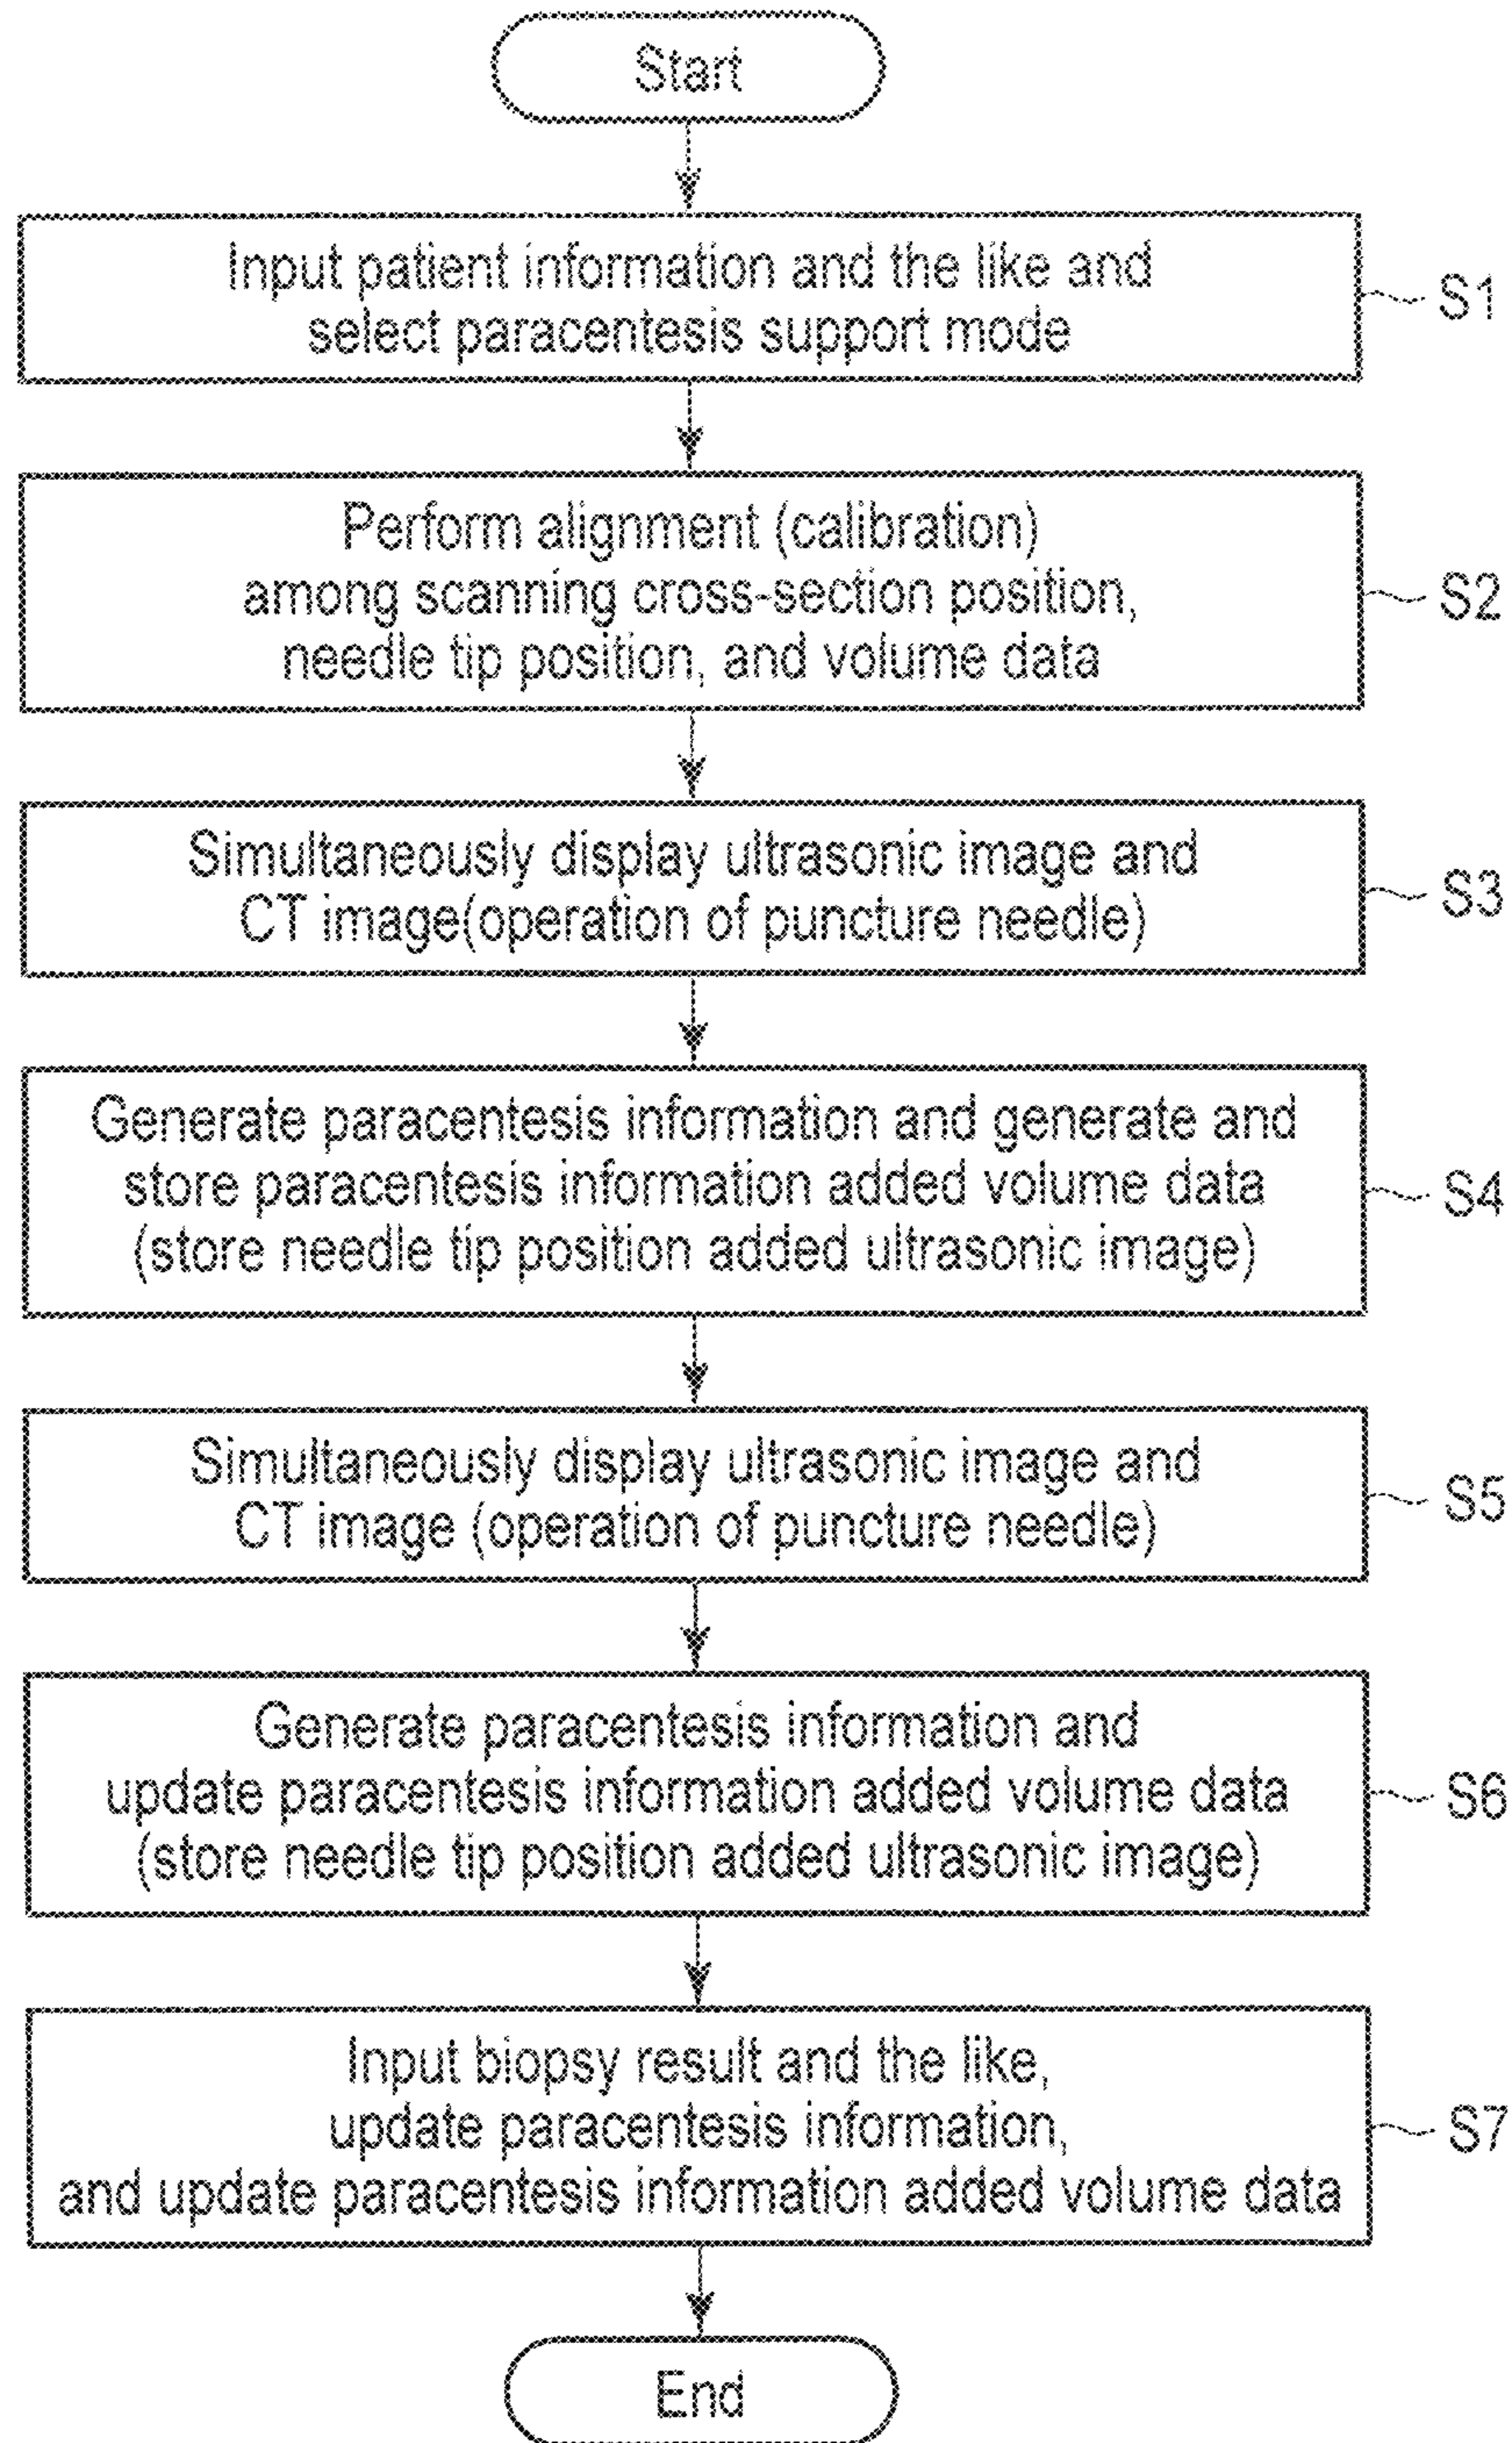 Start
Input patient information and the like and
select paracentesis support mode
S1
Perform alignment (calibration)
among scanning cross-section position,
needle tip position, and volume data
S2
Simultaneously display ultrasonic image and
CT image(operation of puncture needle)
S3
Generate paracentesis information and generate and
store paracentesis information added volume data
(store needle tip position added ultrasonic image)
S4
Simultaneously display ultrasonic image and
CT image (operation of puncture needle)
S5
Generate paracentesis information and
update paracentesis information added volume data
(store needle tip position added ultrasonic image)
S6
Input biopsy result and the like,
update paracentesis information,
and update paracentesis information added volume data
S7
End